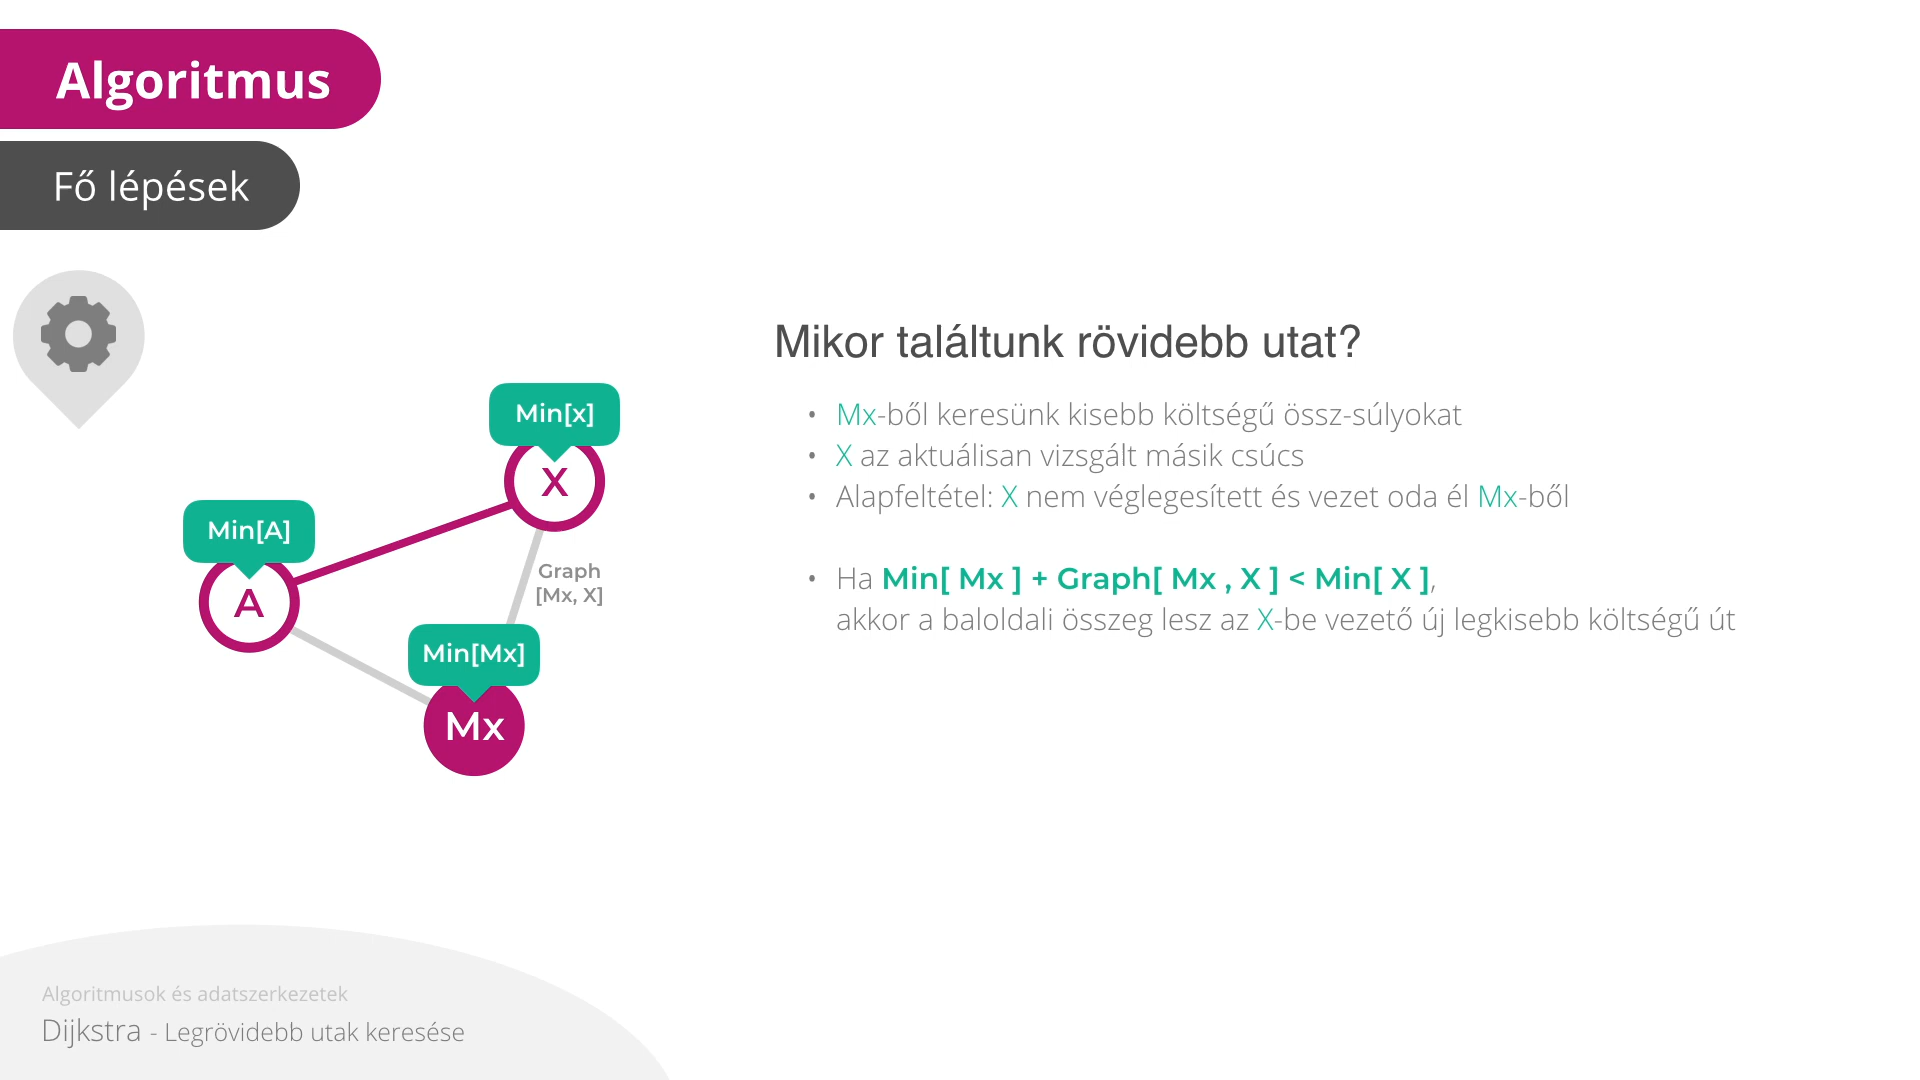 Algoritmus
Fő lépések
Mikor találtunk rövidebb utat?
• Mx-ből keresünk kisebb költségű össz-súlyokat
• X az aktuálisan vizsgált másik csúcs
• Alapfeltétel: X nem véglegesített és vezet oda él Mx-ből
• Ha Min[ Mx ] + Graph[ Mx , X ] < Min[ X ],
akkor a baloldali összeg lesz az X-be vezető új legkisebb költségű út
Min[x]
X
Min[A]
A
Graph
[Mx, X]
Min[Mx]
Mx
Algoritmusok és adatszerkezetek
Dijkstra - Legrövidebb utak keresése